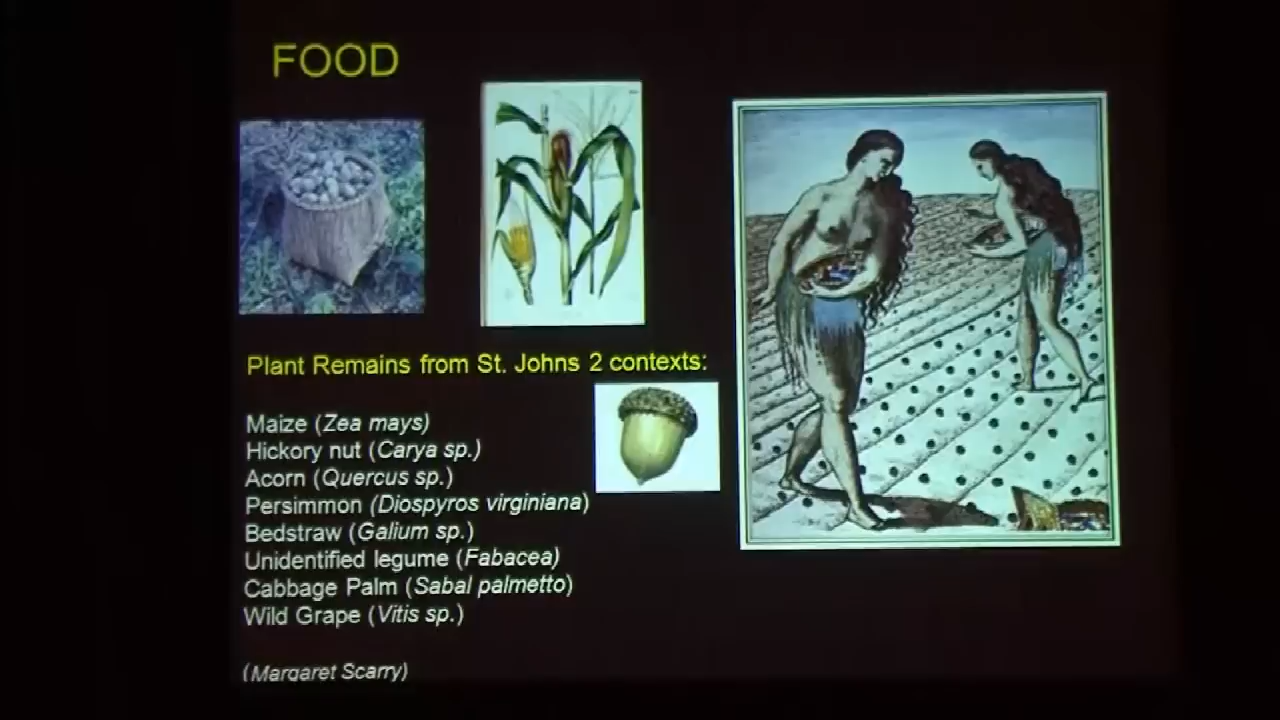 FOOD
Plant Remains from St. Johns 2 contexts:
Maize (Zea mays)
Hickory nut (Carya sp.)
Acorn (Quercus sp.)
Persimmon (Diospyros virginiana)
Bedstraw (Galium sp.)
Unidentified legume (Fabacea)
Cabbage Palm (Sabal palmetto)
Wild Grape (Vitis sp.)
(Margaret Scarry)